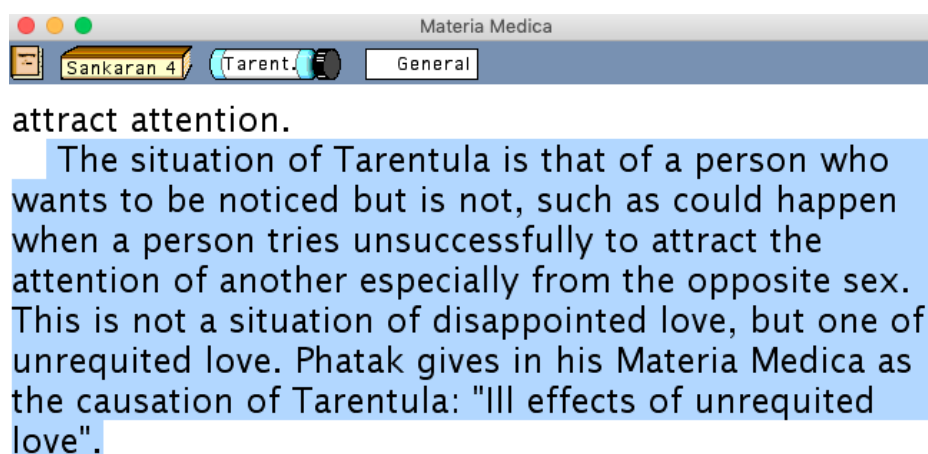 Materia Medica
Sankaran 4 Tarent. General
attract attention.
The situation of Tarentula is that of a person who
wants to be noticed but is not, such as could happen
when a person tries unsuccessfully to attract the
attention of another especially from the opposite sex.
This is not a situation of disappointed love, but one of
unrequited love. Phatak gives in his Materia Medica as
the causation of Tarentula: "Ill effects of unrequited
love".